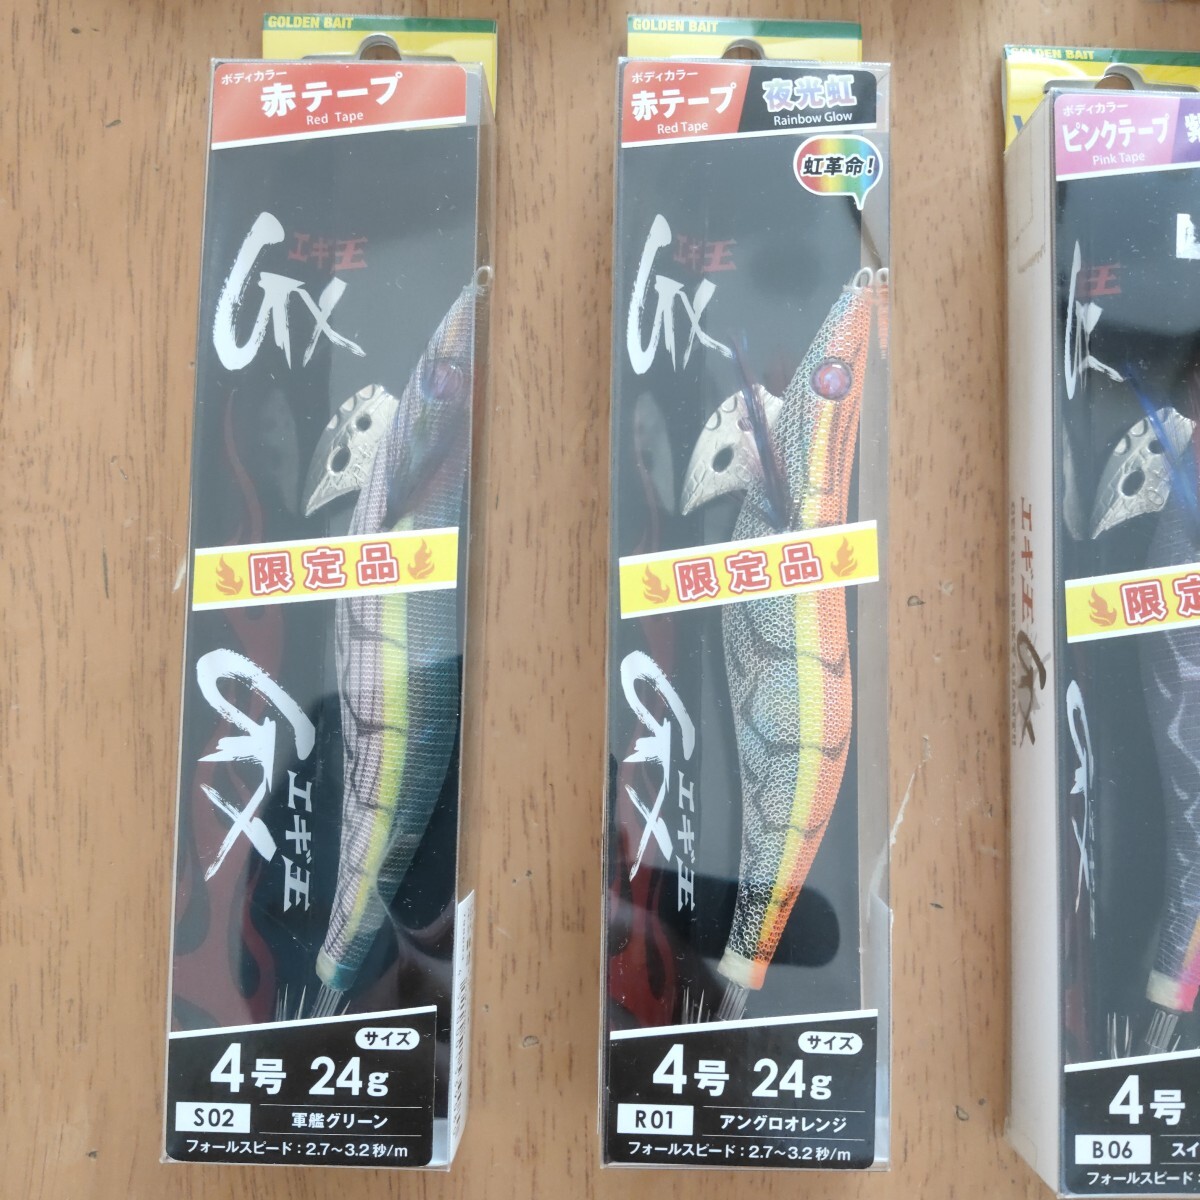 GOLDEN BAIT
ボディカラー
赤テープ
Red Tape
エギ王
GX
限定品
GX
エギ王
サイズ
4号 24g
S02
軍艦グリーン
フォールスピード：2.7〜3.2秒/m
GOLDEN BAIT
ボディカラー
赤テープ
Red Tape
夜光虹
Rainbow Glow
虹革命！
エギ王
GX
限定品
GX
エギ王
サイズ
4号 24g
R01
アングロオレンジ
フォールスピード：2.7〜3.2秒/m
GOLDEN BAIT
ボディカラー
ピンクテープ
Pink Tape
エギ王
GX
限定
4号
B06
スイ
フォールスピード